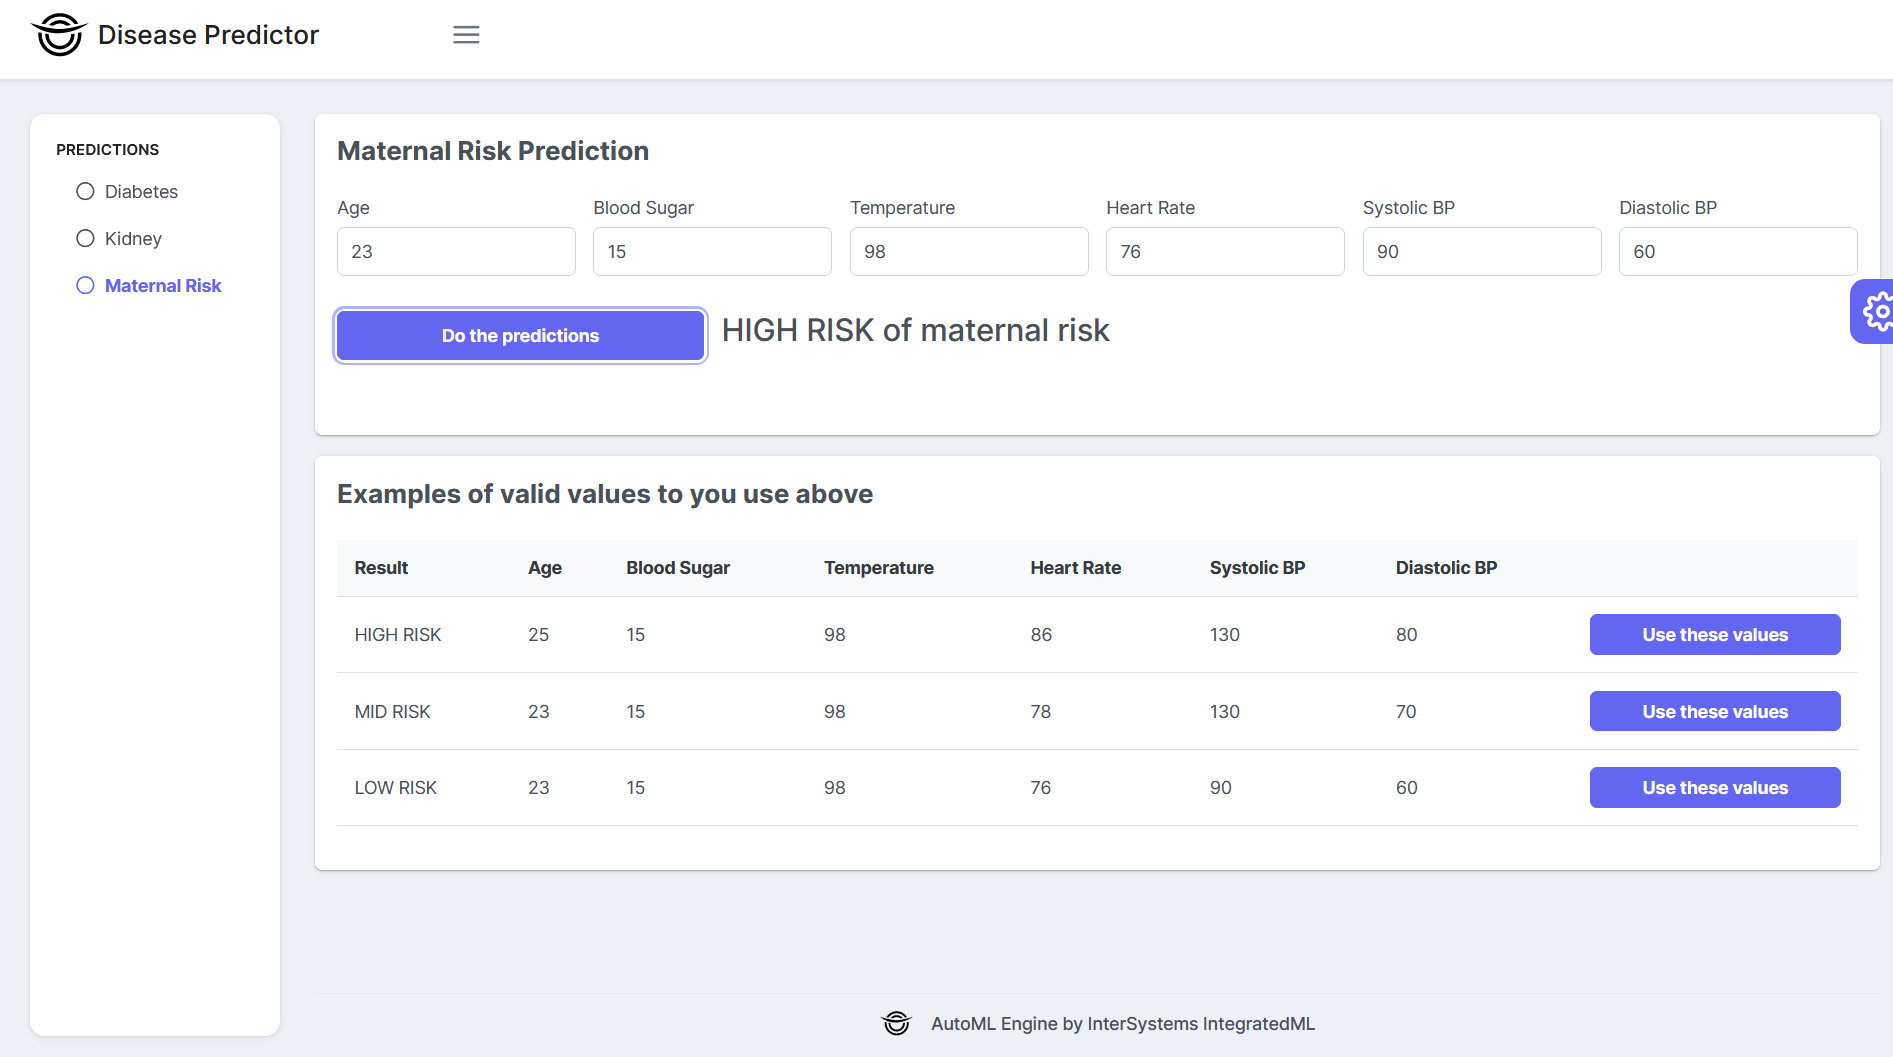 Disease Predictor
PREDICTIONS
Diabetes
Kidney
Maternal Risk
Maternal Risk Prediction
Age Blood Sugar Temperature Heart Rate Systolic BP Diastolic BP
23 15 98 76 90 60
Do the predictions HIGH RISK of maternal risk
Examples of valid values to you use above
Result Age Blood Sugar Temperature Heart Rate Systolic BP Diastolic BP
HIGH RISK 25 15 98 86 130 80 Use these values
MID RISK 23 15 98 78 130 70 Use these values
LOW RISK 23 15 98 76 90 60 Use these values
AutoML Engine by InterSystems IntegratedML